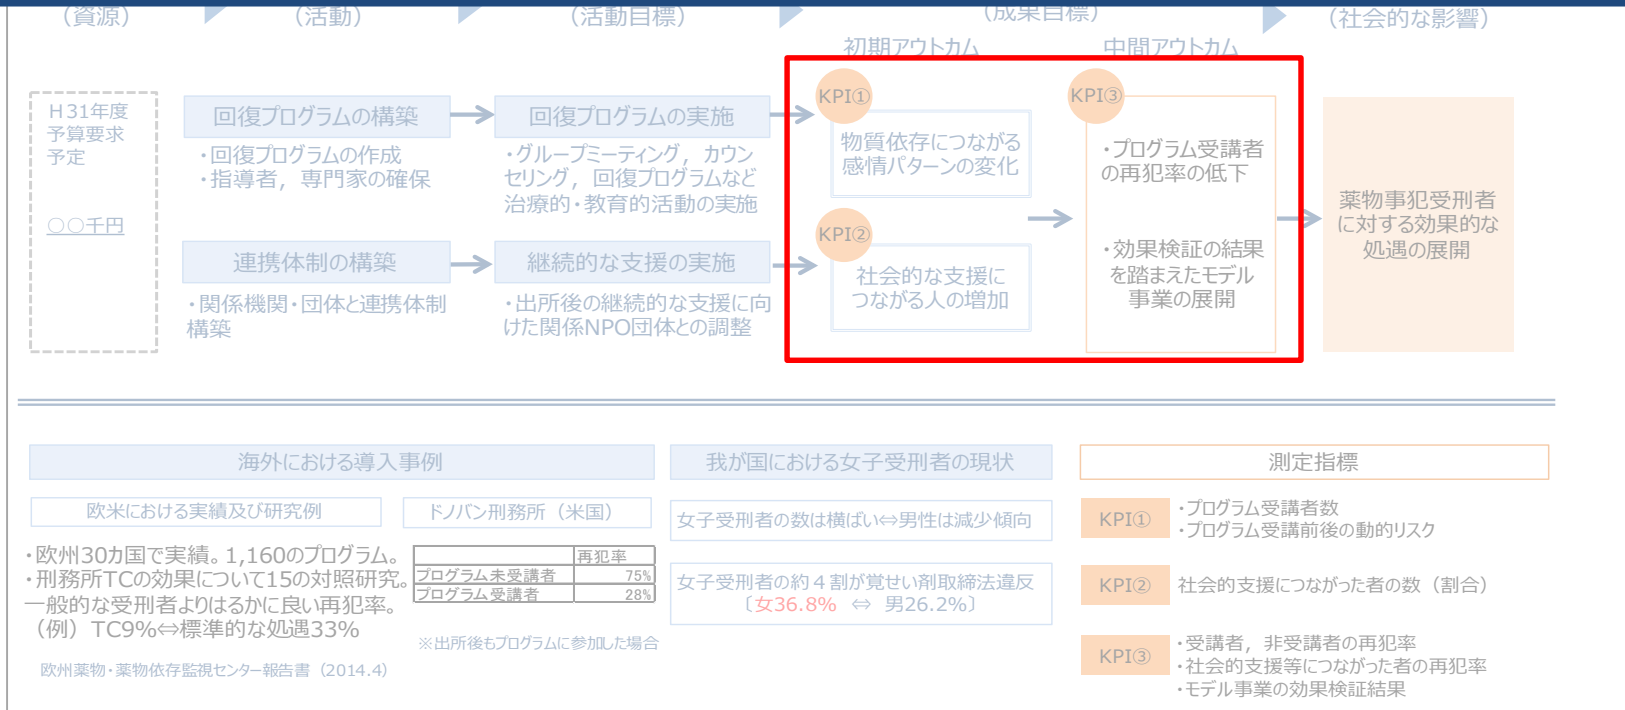 （資源）
（活動）
（活動目標）
（成果目標）
（社会的な影響）
初期アウトカム
中間アウトカム
H31年度
予算要求
予定
○○千円
回復プログラムの構築
・回復プログラムの作成
・指導者，専門家の確保
連携体制の構築
・関係機関・団体と連携体制
構築
回復プログラムの実施
・グループミーティング，カウン
セリング，回復プログラムなど
治療的・教育的活動の実施
継続的な支援の実施
・出所後の継続的な支援に向
けた関係NPO団体との調整
KPI①
物質依存につながる
感情パターンの変化
KPI②
社会的な支援に
つながる人の増加
KPI③
・プログラム受講者
の再犯率の低下
・効果検証の結果
を踏まえたモデル
事業の展開
薬物事犯受刑者
に対する効果的な
処遇の展開
海外における導入事例
欧米における実績及び研究例
・欧州30カ国で実績。1,160のプログラム。
・刑務所TCの効果について15の対照研究。
一般的な受刑者よりはるかに良い再犯率。
（例）TC9%⇔標準的な処遇33%
欧州薬物・薬物依存監視センター報告書（2014.4）
ドノバン刑務所（米国）
再犯率
プログラム未受講者 75%
プログラム受講者 28%
※出所後もプログラムに参加した場合
我が国における女子受刑者の現状
女子受刑者の数は横ばい⇔男性は減少傾向
女子受刑者の約４割が覚せい剤取締法違反
〔女36.8% ⇔ 男26.2%〕
測定指標
KPI①
・プログラム受講者数
・プログラム受講前後の動的リスク
KPI②
社会的支援につながった者の数（割合）
KPI③
・受講者，非受講者の再犯率
・社会的支援等につながった者の再犯率
・モデル事業の効果検証結果